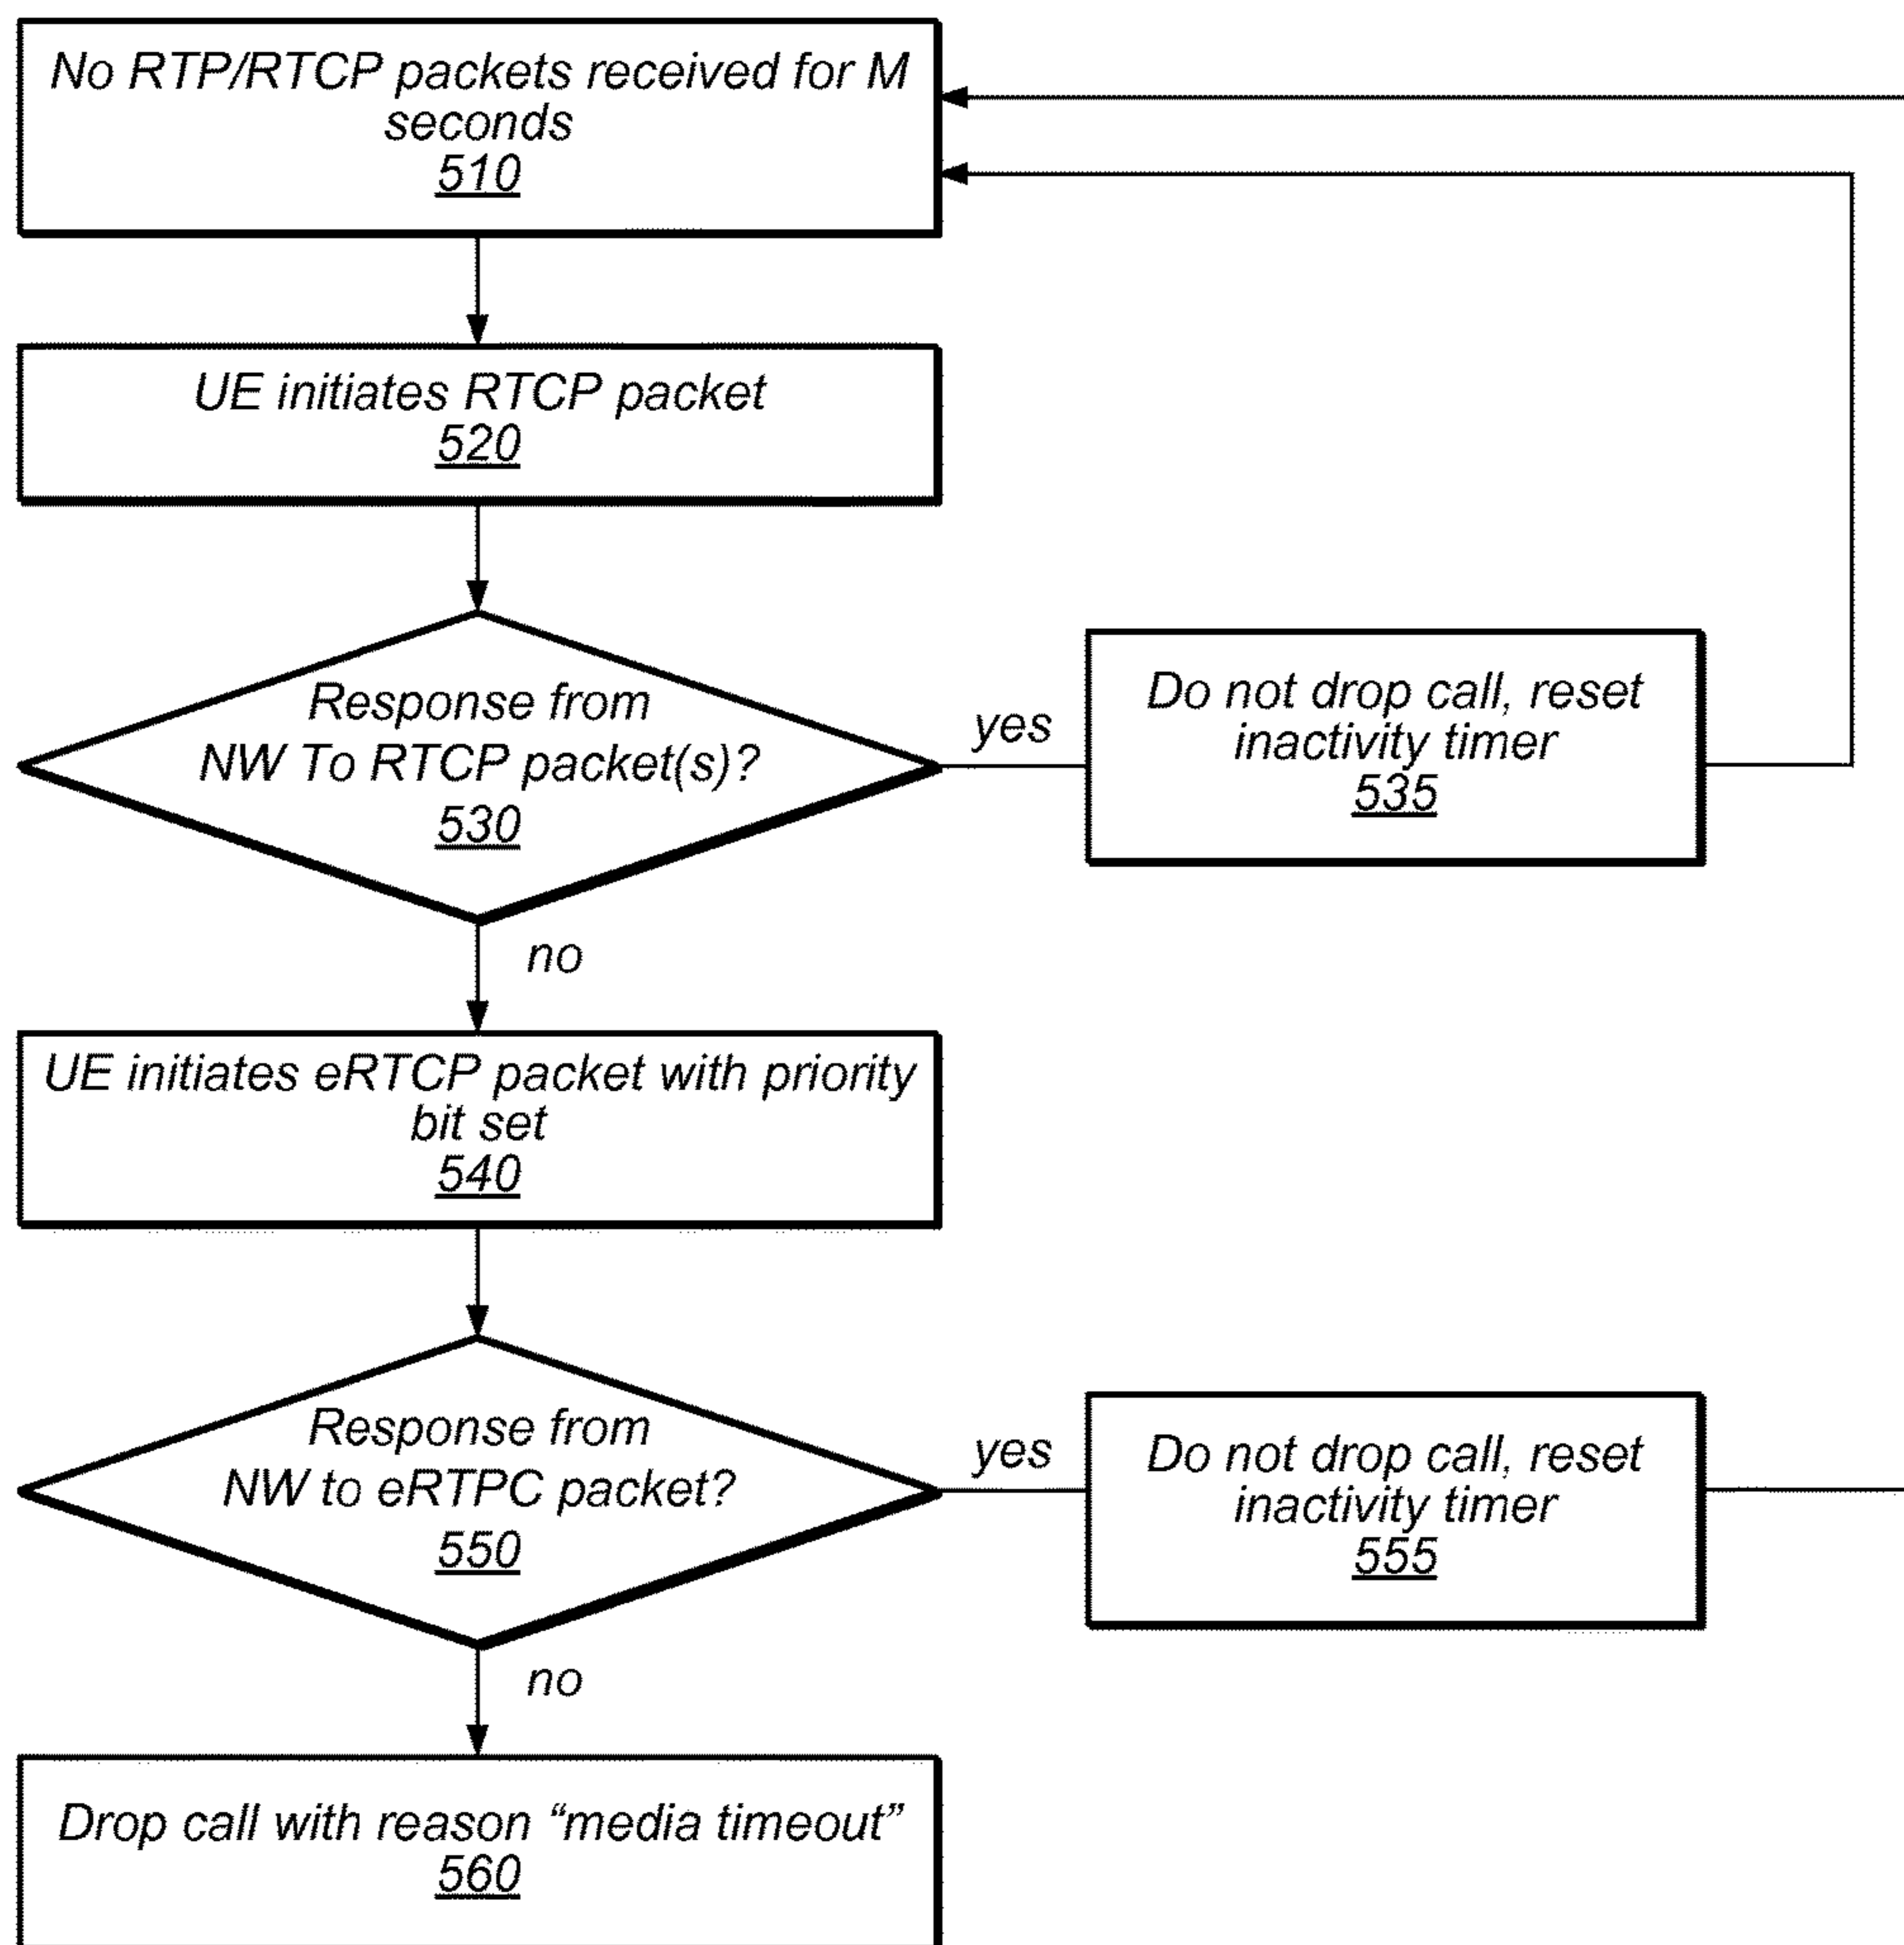 No RTP/RTCP packets received for M
seconds
510
UE initiates RTCP packet
520
Response from
NW To RTCP packet(s)?
530
yes
Do not drop call, reset
inactivity timer
535
no
UE initiates eRTCP packet with priority
bit set
540
Response from
NW to eRTPC packet?
550
yes
Do not drop call, reset
inactivity timer
555
no
Drop call with reason “media timeout”
560